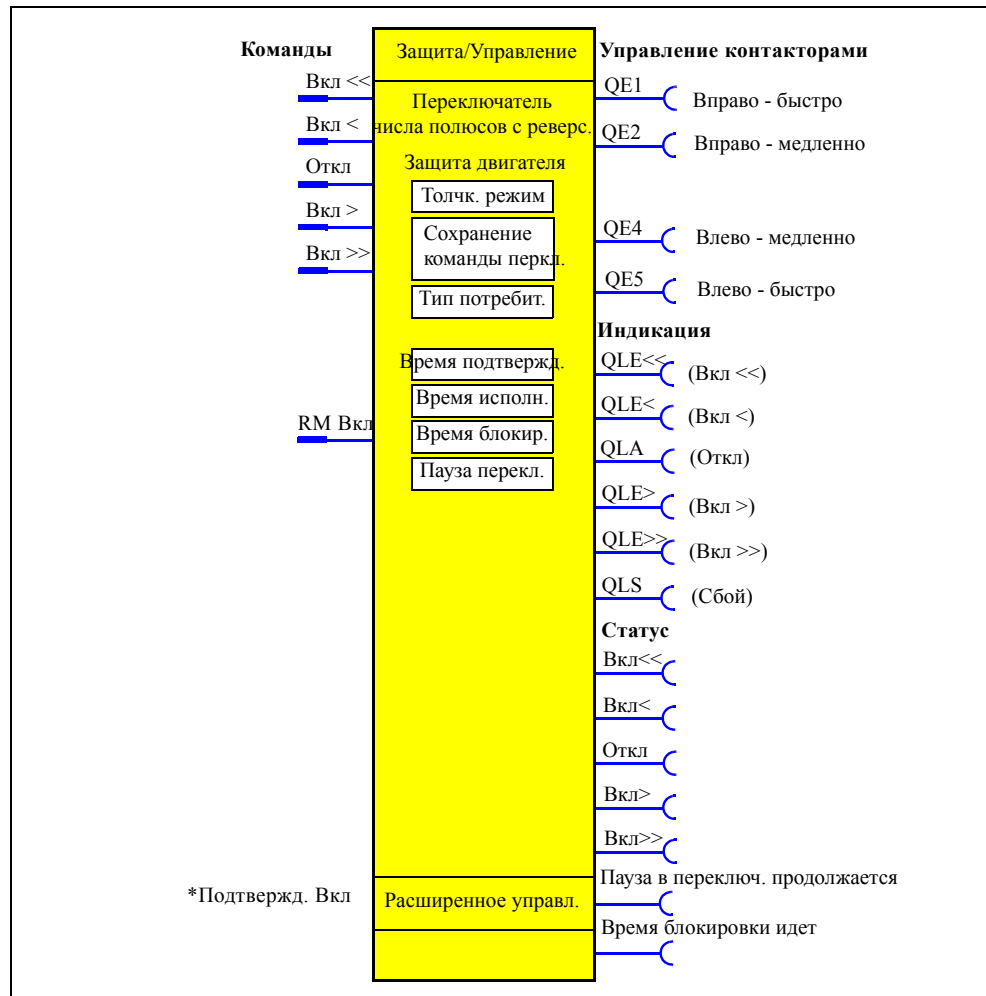 Команды
Вкл <<
Вкл <
Откл
Вкл >
Вкл >>
RM Вкл
*Подтвержд. Вкл
Защита/Управление
Переключатель
числа полюсов с реверс.
Защита двигателя
Толчк. режим
Сохранение
команды перкл.
Тип потребит.
Время подтвержд.
Время исполн.
Время блокир.
Пауза перекл.
Расширенное управл.
Управление контакторами
QE1 Вправо - быстро
QE2 Вправо - медленно
QE4 Влево - медленно
QE5 Влево - быстро
Индикация
QLE<< (Вкл <<)
QLE< (Вкл <)
QLA (Откл)
QLE> (Вкл >)
QLE>> (Вкл >>)
QLS (Сбой)
Статус
Вкл<<
Вкл<
Откл
Вкл>
Вкл>>
Пауза в переключ. продолжается
Время блокировки идет